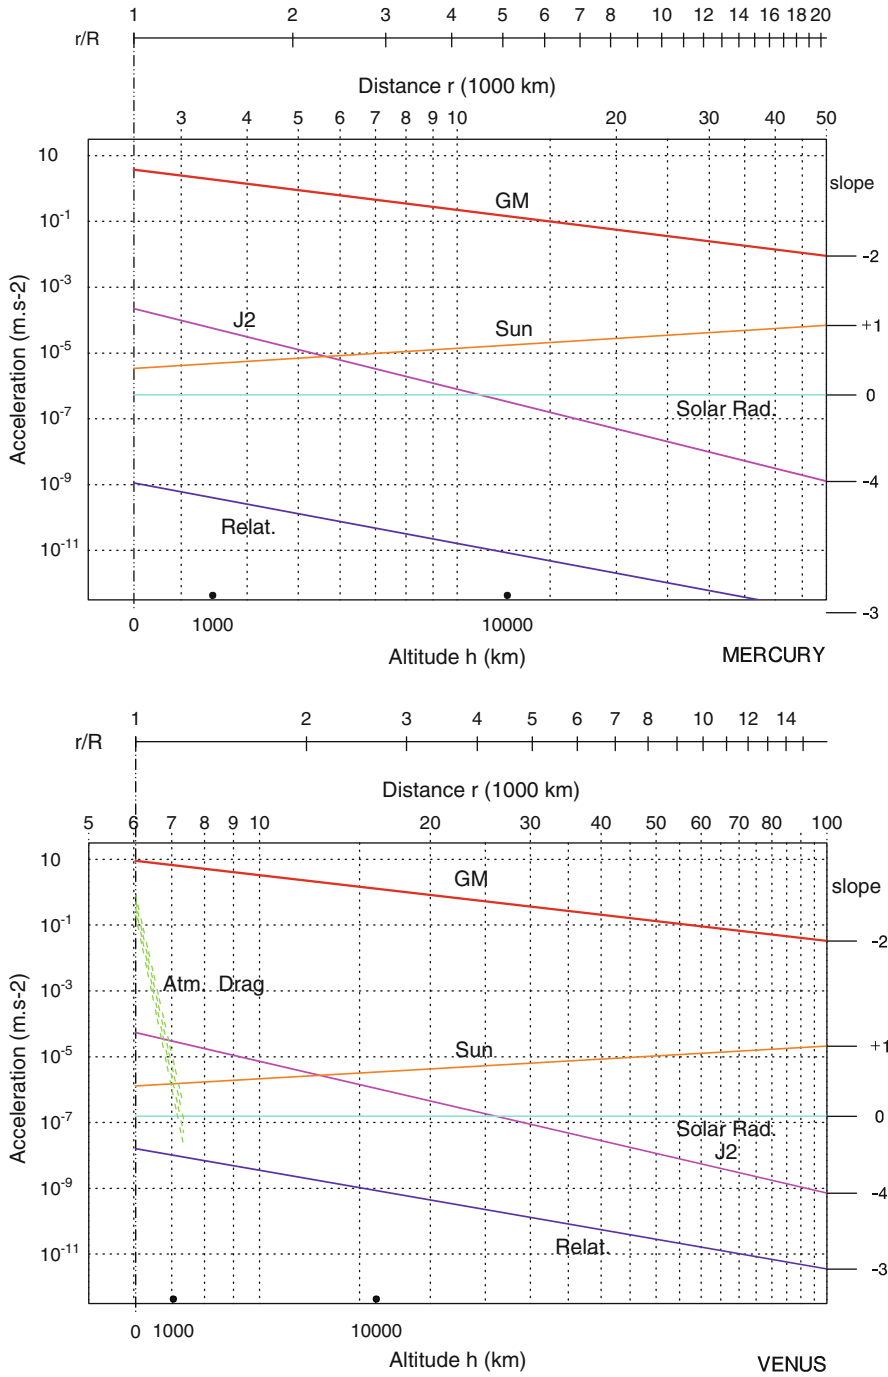 1 2 3 4 5 6 7 8 10 12 14 16 18 20
r/R
Distance r (1000 km)
3 4 5 6 7 8 9 10 20 30 40 50
10
slope
GM
10-1
-2
10-3
J2
Sun
+1
10-5
0
Solar Rad.
10-7
10-9
-4
Relat.
10-11
-3
Acceleration (m.s-2)
0 1000 10000
Altitude h (km)
MERCURY
1 2 3 4 5 6 7 8 10 12 14
r/R
Distance r (1000 km)
5 6 7 8 9 10 20 30 40 50 60 70 80 100
10
GM
slope
10-1
-2
Atm. Drag
10-3
Sun
+1
10-5
10-7
0
Solar Rad.
J2
10-9
-4
Relat.
10-11
-3
Acceleration (m.s-2)
0 1000 10000
Altitude h (km)
VENUS